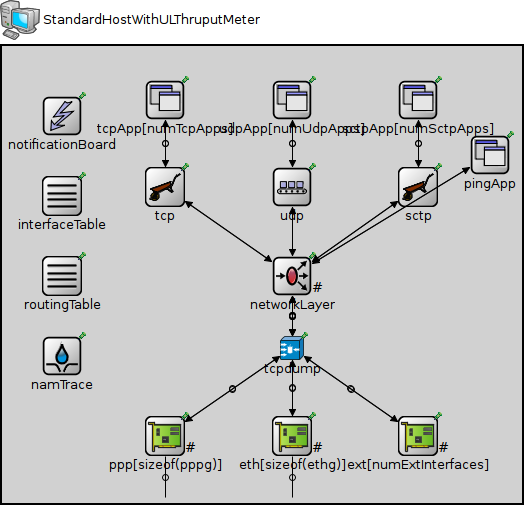 StandardHostWithULThruputMeter
notificationBoard
tcpApp[numTcpApps]
udpApp[numUdpApps]
sctpApp[numSctpApps]
pingApp
interfaceTable
tcp
udp
sctp
routingTable
#
networkLayer
namTrace
tcpdump
#
ppp[sizeof(pppg)]
#
eth[sizeof(ethg)]
#
ext[numExtInterfaces]